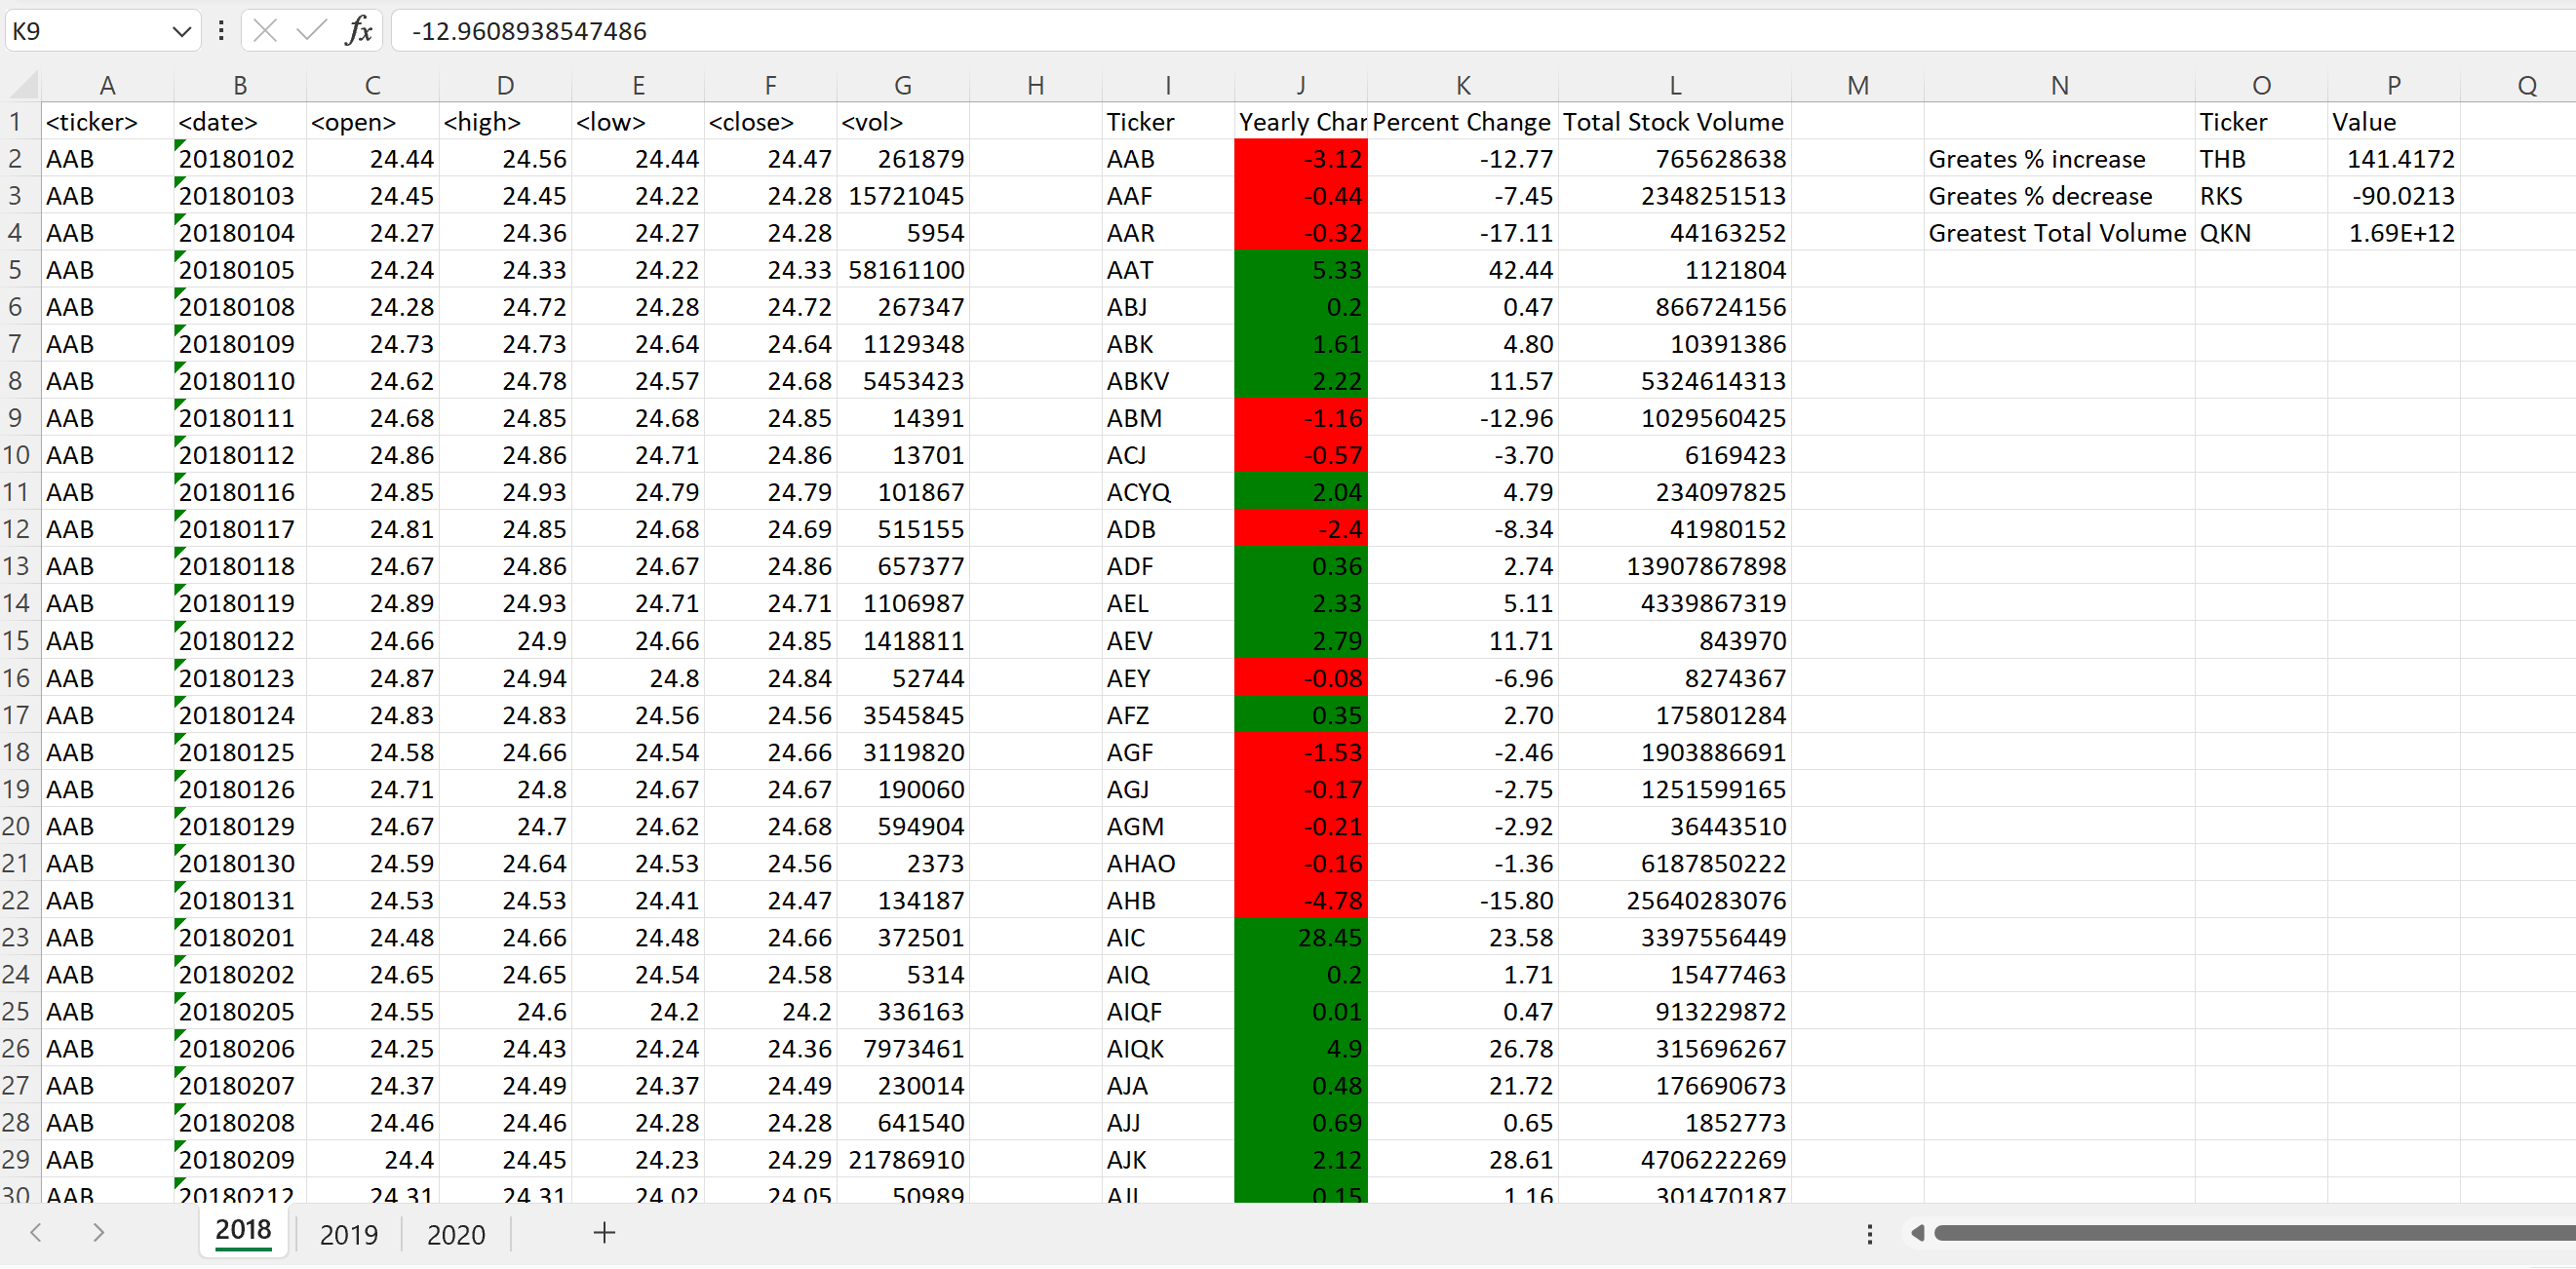 K9 fx -12.9608938547486
A B C D E F G H I J K L M N O P Q
1 <ticker> <date> <open> <high> <low> <close> <vol> Ticker Yearly Char Percent Change Total Stock Volume Ticker Value
2 AAB 20180102 24.44 24.56 24.44 24.47 261879 AAB -3.12 -12.77 765628638 Greates % increase THB 141.4172
3 AAB 20180103 24.45 24.45 24.22 24.28 15721045 AAF -0.44 -7.45 2348251513 Greates % decrease RKS -90.0213
4 AAB 20180104 24.27 24.36 24.27 24.28 5954 AAR -0.32 -17.11 44163252 Greatest Total Volume QKN 1.69E+12
5 AAB 20180105 24.24 24.33 24.22 24.33 58161100 AAT 5.33 42.44 1121804
6 AAB 20180108 24.28 24.72 24.28 24.72 267347 ABJ 0.2 0.47 866724156
7 AAB 20180109 24.73 24.73 24.64 24.64 1129348 ABK 1.61 4.80 10391386
8 AAB 20180110 24.62 24.78 24.57 24.68 5453423 ABKV 2.22 11.57 5324614313
9 AAB 20180111 24.68 24.85 24.68 24.85 14391 ABM -1.16 -12.96 1029560425
10 AAB 20180112 24.86 24.86 24.71 24.86 13701 ACJ -0.57 -3.70 6169423
11 AAB 20180116 24.85 24.93 24.79 24.79 101867 ACYQ 2.04 4.79 234097825
12 AAB 20180117 24.81 24.85 24.68 24.69 515155 ADB -2.4 -8.34 41980152
13 AAB 20180118 24.67 24.86 24.67 24.86 657377 ADF 0.36 2.74 13907867898
14 AAB 20180119 24.89 24.93 24.71 24.71 1106987 AEL 2.33 5.11 4339867319
15 AAB 20180122 24.66 24.9 24.66 24.85 1418811 AEV 2.79 11.71 843970
16 AAB 20180123 24.87 24.94 24.8 24.84 52744 AEY -0.08 -6.96 8274367
17 AAB 20180124 24.83 24.83 24.56 24.56 3545845 AFZ 0.35 2.70 175801284
18 AAB 20180125 24.58 24.66 24.54 24.66 3119820 AGF -1.53 -2.46 1903886691
19 AAB 20180126 24.71 24.8 24.67 24.67 190060 AGJ -0.17 -2.75 1251599165
20 AAB 20180129 24.67 24.7 24.62 24.68 594904 AGM -0.21 -2.92 36443510
21 AAB 20180130 24.59 24.64 24.53 24.56 2373 AHAO -0.16 -1.36 6187850222
22 AAB 20180131 24.53 24.53 24.41 24.47 134187 AHB -4.78 -15.80 25640283076
23 AAB 20180201 24.48 24.66 24.48 24.66 372501 AIC 28.45 23.58 3397556449
24 AAB 20180202 24.65 24.65 24.54 24.58 5314 AIQ 0.2 1.71 15477463
25 AAB 20180205 24.55 24.6 24.2 24.2 336163 AIQF 0.01 0.47 913229872
26 AAB 20180206 24.25 24.43 24.24 24.36 7973461 AIQK 4.9 26.78 315696267
27 AAB 20180207 24.37 24.49 24.37 24.49 230014 AJA 0.48 21.72 176690673
28 AAB 20180208 24.46 24.46 24.28 24.28 641540 AJJ 0.69 0.65 1852773
29 AAB 20180209 24.4 24.45 24.23 24.29 21786910 AJK 2.12 28.61 4706222269
30 AAB 20180212 24.31 24.31 24.02 24.05 50989 0.15 1.16 301470187
2018 2019 2020